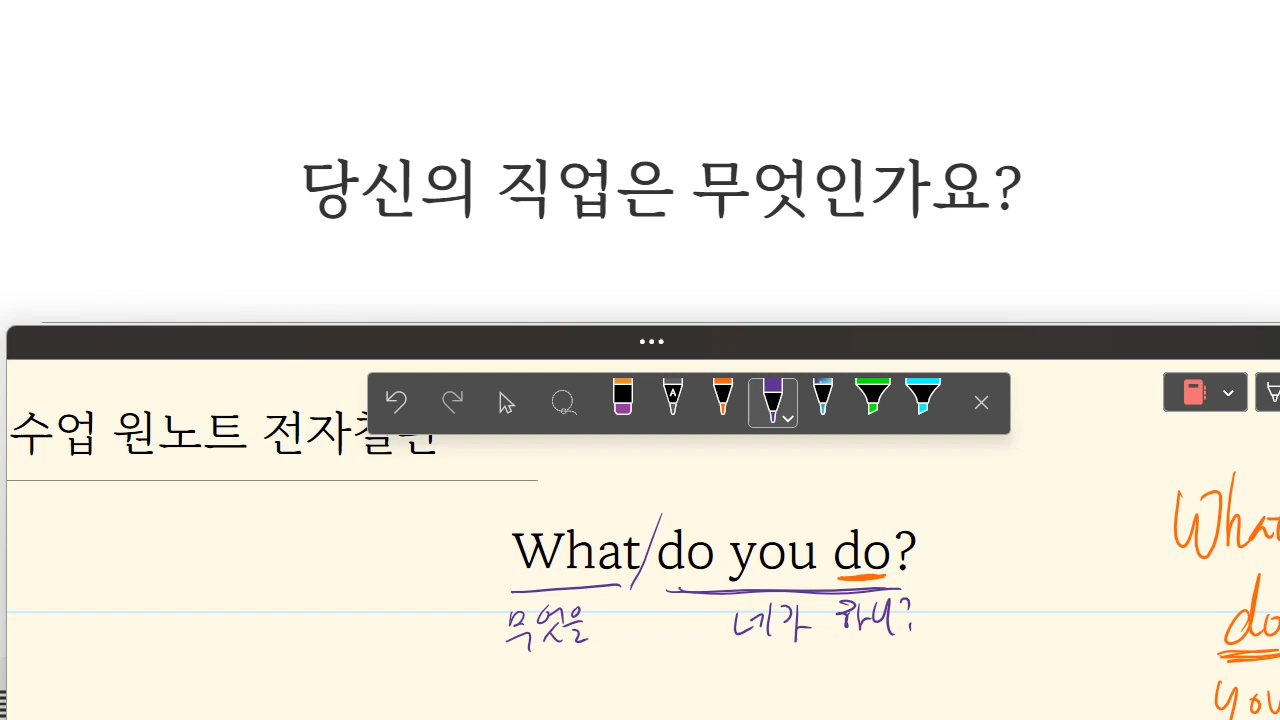 당신의 직업은 무엇인가요?
수업 원노트 전자칠판
What do you do?
무엇을 네가 하니?
What
do
you